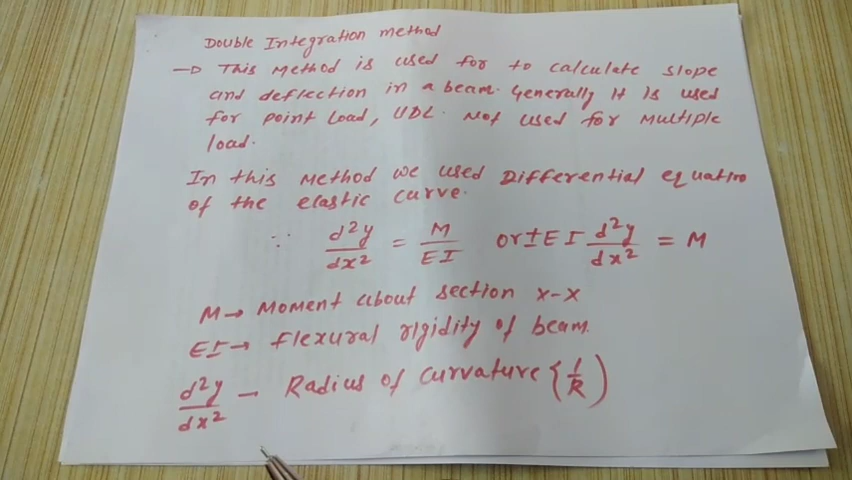 Double Integration method
→ This method is used for to calculate slope
and deflection in a beam. Generally it is used
for point load, UDL. Not used for multiple
load.
In this method we used Differential equation
of the elastic curve.
∵ d²y/dx² = M/EI or ±EI d²y/dx² = M
M → Moment about section x-x
EI → flexural rigidity of beam.
d²y/dx² → Radius of curvature {1/R}